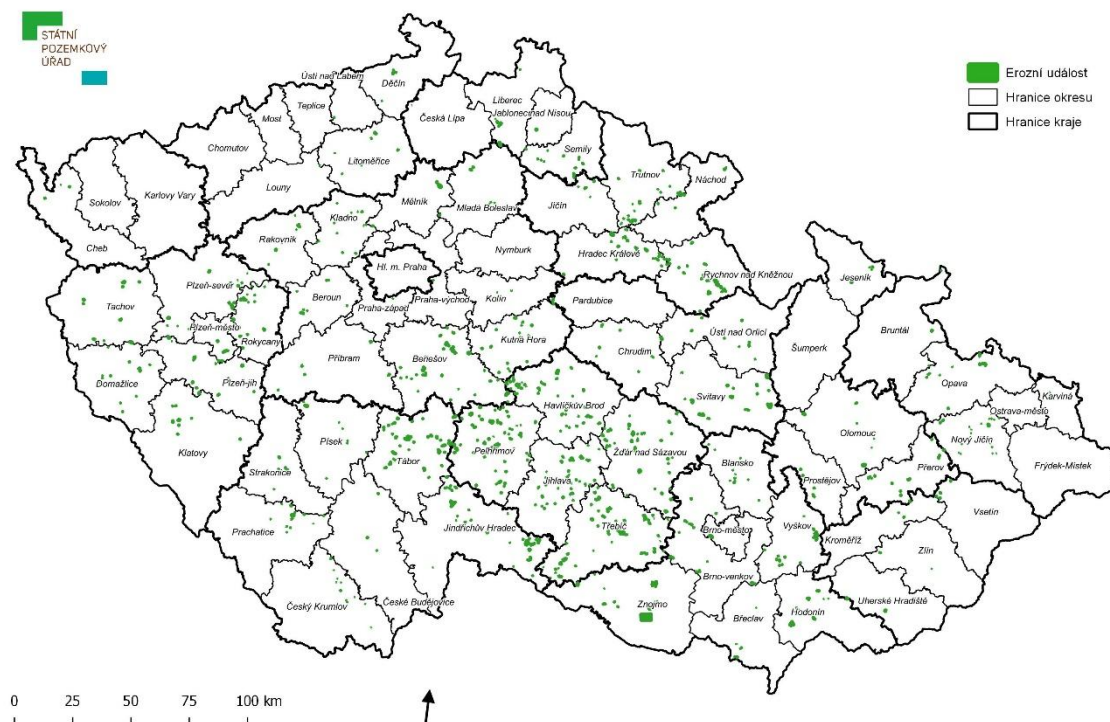 STÁTNÍ
POZEMKOVÝ
ÚŘAD
Erozní událost
Hranice okresu
Hranice kraje
Ústí nad Labem
Děčín
Teplice
Most
Chomutov
Liberec
Jablonec nad Nisou
Česká Lípa
Semily
Litoměřice
Louny
Trutnov
Náchod
Sokolov
Karlovy Vary
Cheb
Mělník
Mladá Boleslav
Jičín
Kladno
Rakovník
Nymburk
Hradec Králové
Hl. m. Praha
Rychnov nad Kněžnou
Jeseník
Plzeň-sever
Tachov
Beroun
Praha-východ
Kolín
Pardubice
Praha-západ
Plzeň-město
Rokycany
Kutná Hora
Ústí nad Orlicí
Bruntál
Šumperk
Příbram
Benešov
Chrudim
Domažlice
Plzeň-jih
Opava
Karviná
Ostrava-město
Svitavy
Havlíčkův Brod
Olomouc
Nový Jičín
Klatovy
Písek
Tábor
Pelhřimov
Žďár nad Sázavou
Přerov
Frýdek-Místek
Strakonice
Blansko
Prostějov
Jihlava
Vsetín
Prachatice
Jindřichův Hradec
Třebíč
Brno-město
Vyškov
Kroměříž
Zlín
Brno-venkov
Český Krumlov
České Budějovice
Znojmo
Břeclav
Hodonín
Uherské Hradiště
0 25 50 75 100 km